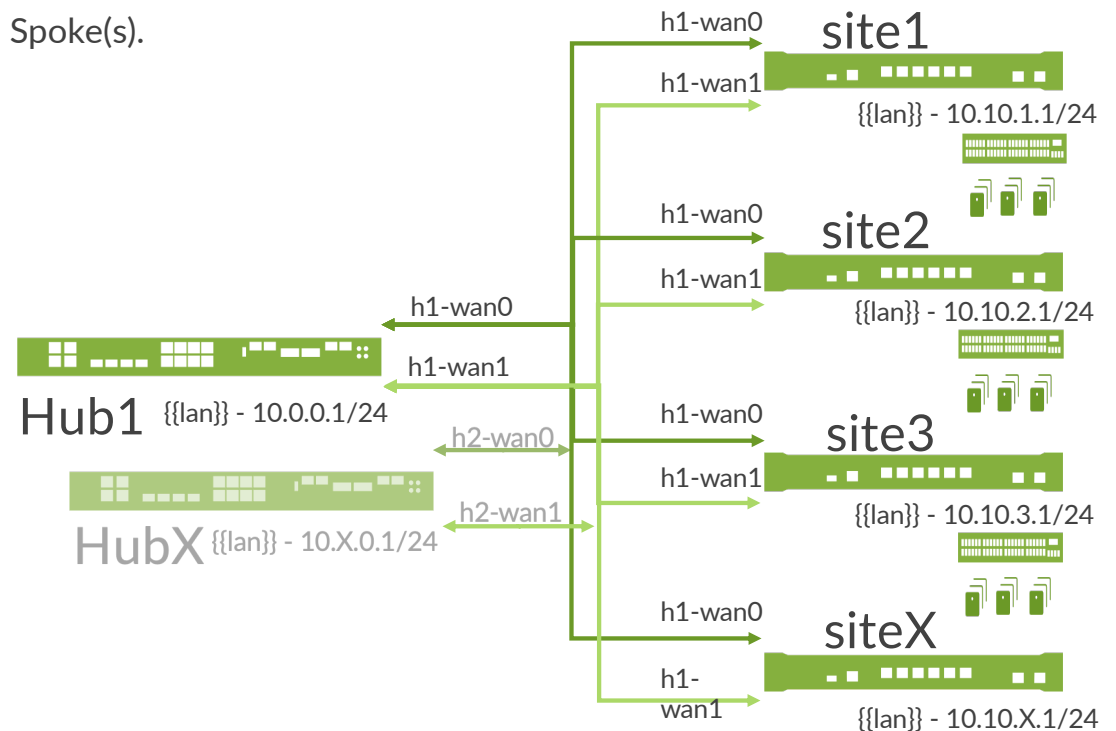 Spoke(s).
h1-wan0
site1
h1-wan1
{{lan}} - 10.10.1.1/24
h1-wan0
site2
h1-wan1
{{lan}} - 10.10.2.1/24
h1-wan0
h1-wan1
Hub1 {{lan}} - 10.0.0.1/24
h1-wan0
site3
h2-wan0
h1-wan1
h2-wan1
{{lan}} - 10.10.3.1/24
HubX {{lan}} - 10.X.0.1/24
h1-wan0
siteX
h1-
wan1
{{lan}} - 10.10.X.1/24